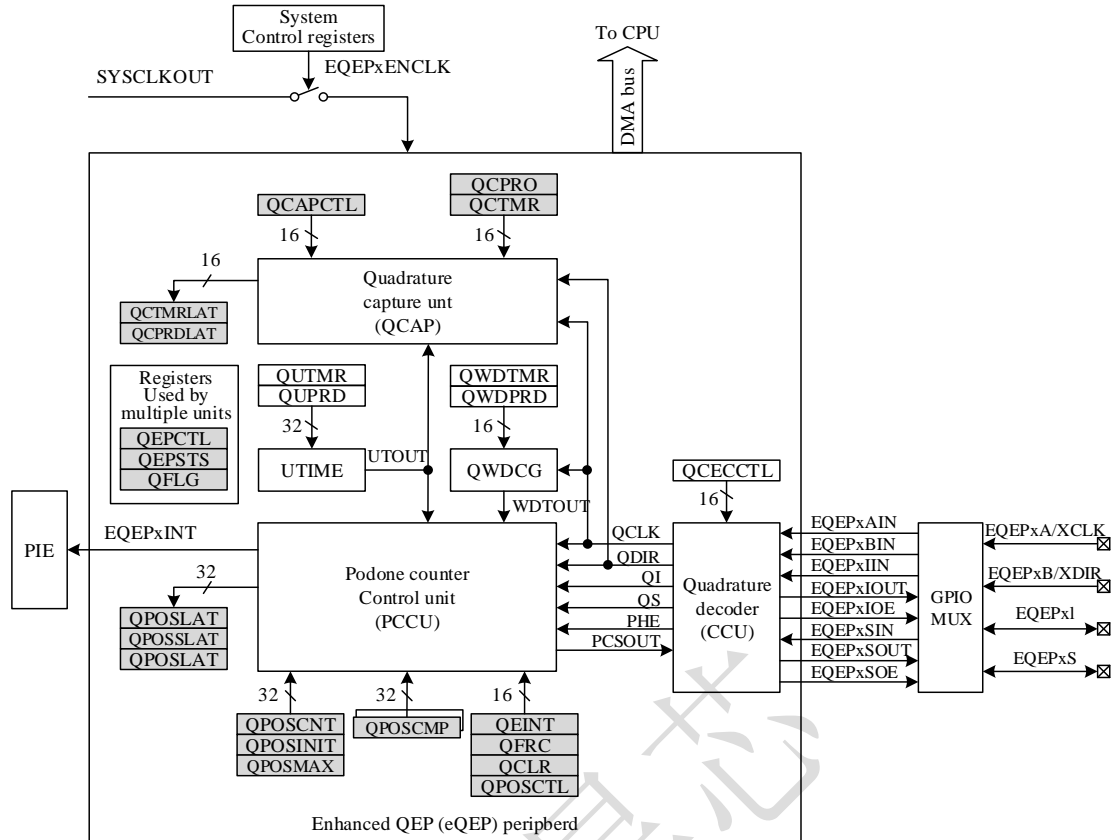 System
Control registers
To CPU
SYSCLKOUT
EQEPxENCLK
DMA bus
QCPRO
QCAPCTL
QCTMR
16
16
16
Quadrature
capture unt
(QCAP)
QCTMRLAT
QCPRDLAT
Registers
Used by
multiple units
QEPCTL
QEPSTS
QFLG
QUTMR
QUPRD
QWDTMR
QWDPRD
32
16
UTIME
UTOUT
QWDCG
QCECCTL
WDTOUT
16
PIE
EQEPxINT
32
QPOSLAT
QPOSSLAT
QPOSLAT
Podone counter
Control unit
(PCCU)
QCLK
QDIR
QI
QS
PHE
PCSOUT
Quadrature
decoder
(CCU)
EQEPxAIN
EQEPxBIN
EQEPxIIN
EQEPxIOUT
EQEPxIOE
EQEPxSIN
EQEPxSOUT
EQEPxSOE
GPIO
MUX
EQEPxA/XCLK
EQEPxB/XDIR
EQEPxl
EQEPxS
32
32
16
QPOSCNT
QPOSINIT
QPOSMAX
QPOSCMP
QEINT
QFRC
QCLR
QPOSCTL
Enhanced QEP (eQEP) peripberd
芯